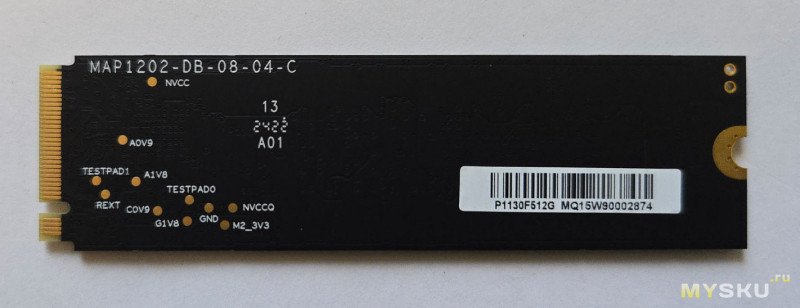 MAP1202-DB-08-04-C
NVCC
13
2422
A01
A0V9
TESTPAD1
A1V8
REXT
TESTPAD0
C0V9
G1V8
GND
NVCCQ
M2_3V3
P1130F512G MQ15W90002874
MYSKU.ru